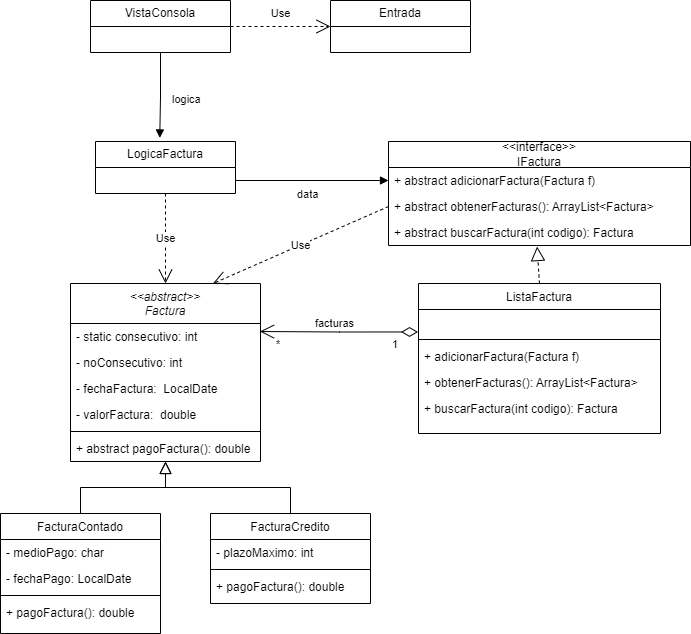 VistaConsola
Use
Entrada
logica
LogicaFactura
data
<<interface>>
IFactura
+ abstract adicionarFactura(Factura f)
+ abstract obtenerFacturas(): ArrayList<Factura>
+ abstract buscarFactura(int codigo): Factura
Use
Use
<<abstract>>
Factura
- static consecutivo: int
- noConsecutivo: int
- fechaFactura: LocalDate
- valorFactura: double
+ abstract pagoFactura(): double
facturas
*
1
ListaFactura
+ adicionarFactura(Factura f)
+ obtenerFacturas(): ArrayList<Factura>
+ buscarFactura(int codigo): Factura
FacturaContado
- medioPago: char
- fechaPago: LocalDate
+ pagoFactura(): double
FacturaCredito
- plazoMaximo: int
+ pagoFactura(): double